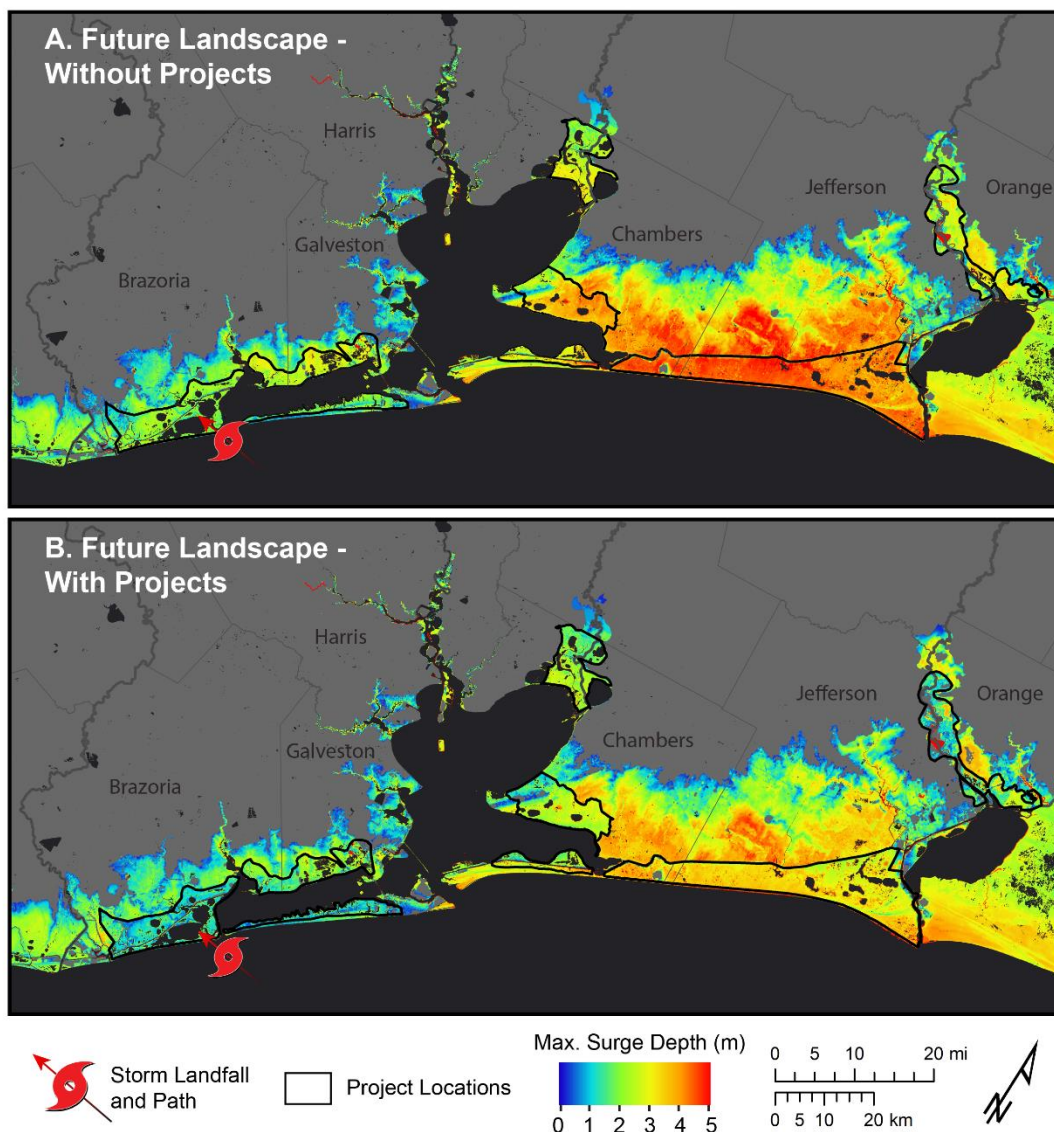 A. Future Landscape -
Without Projects
Harris
Jefferson
Orange
Galveston
Chambers
Brazoria
B. Future Landscape -
With Projects
Harris
Jefferson
Orange
Galveston
Chambers
Brazoria
Storm Landfall
and Path
Project Locations
Max. Surge Depth (m)
0 1 2 3 4 5
0 5 10 20 mi
0 5 10 20 km
N